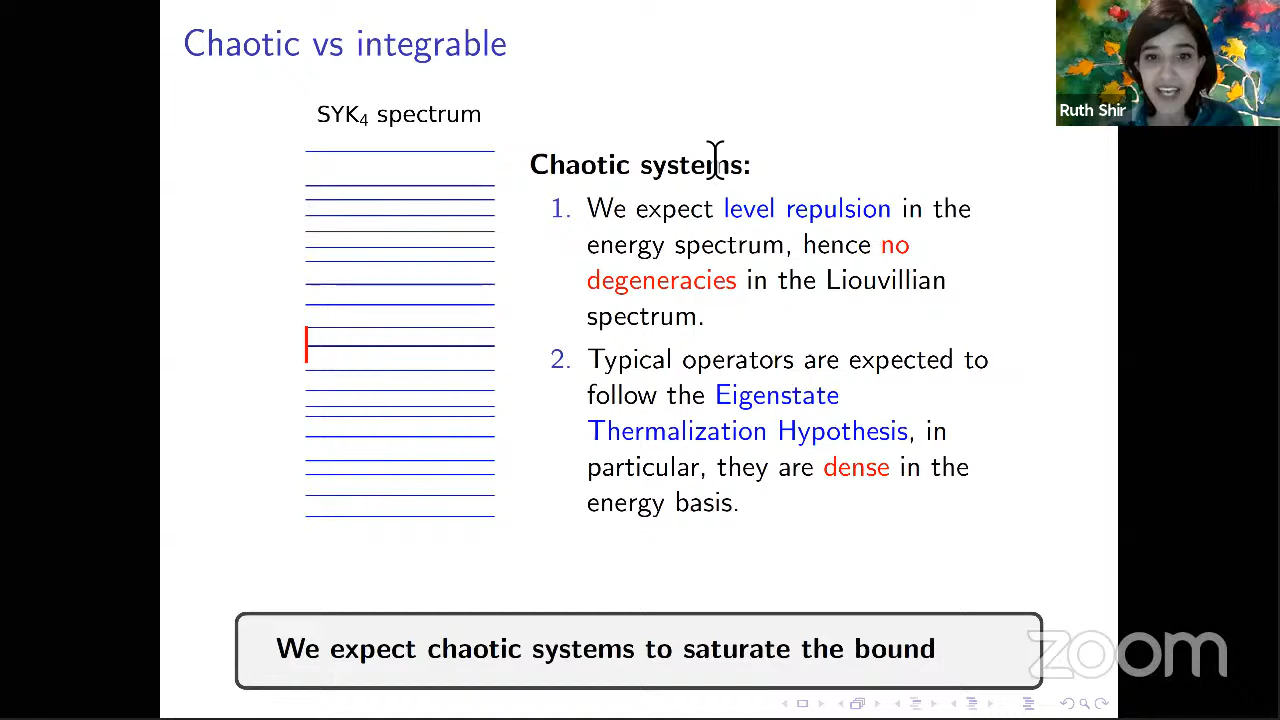 Chaotic vs integrable
SYK₄ spectrum
Chaotic systems:
1. We expect level repulsion in the
energy spectrum, hence no
degeneracies in the Liouvillian
spectrum.
2. Typical operators are expected to
follow the Eigenstate
Thermalization Hypothesis, in
particular, they are dense in the
energy basis.
We expect chaotic systems to saturate the bound
Ruth Shir
zoom